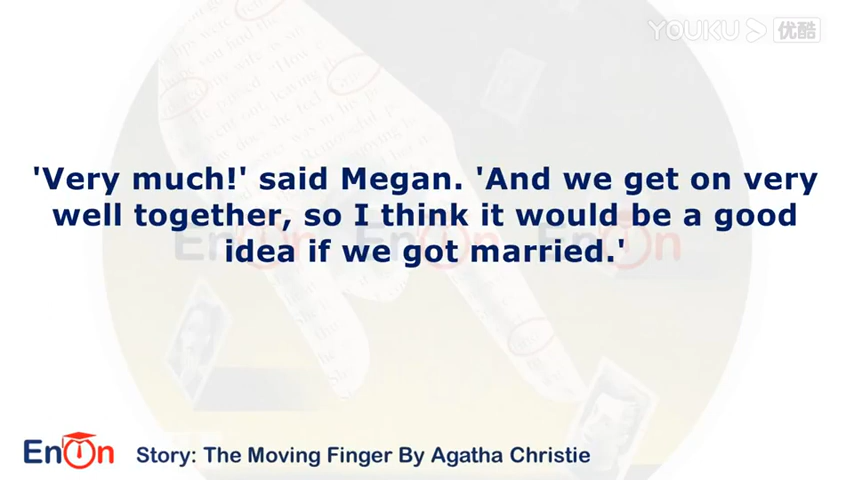 YOUKU 优酷
'Very much!' said Megan. 'And we get on very
well together, so I think it would be a good
idea if we got married.'
EnOn
Story: The Moving Finger By Agatha Christie